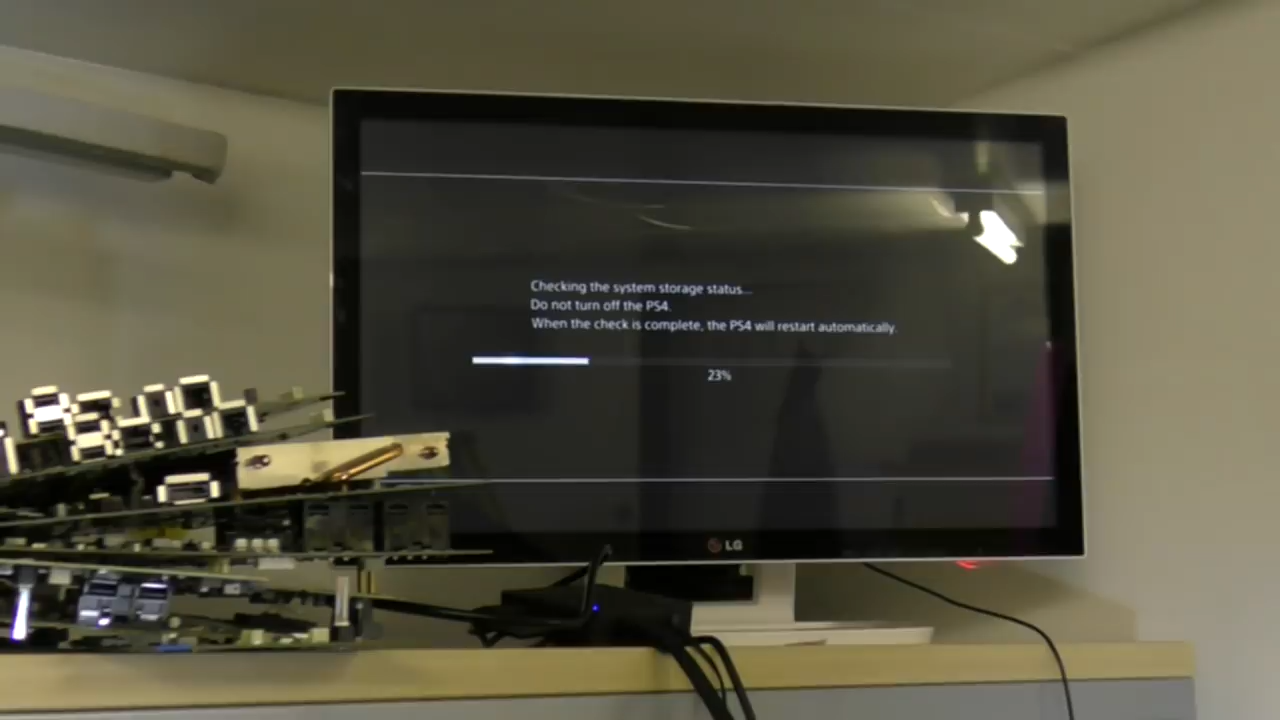 Checking the system storage status...
Do not turn off the PS4.
When the check is complete, the PS4 will restart automatically.
23%
LG